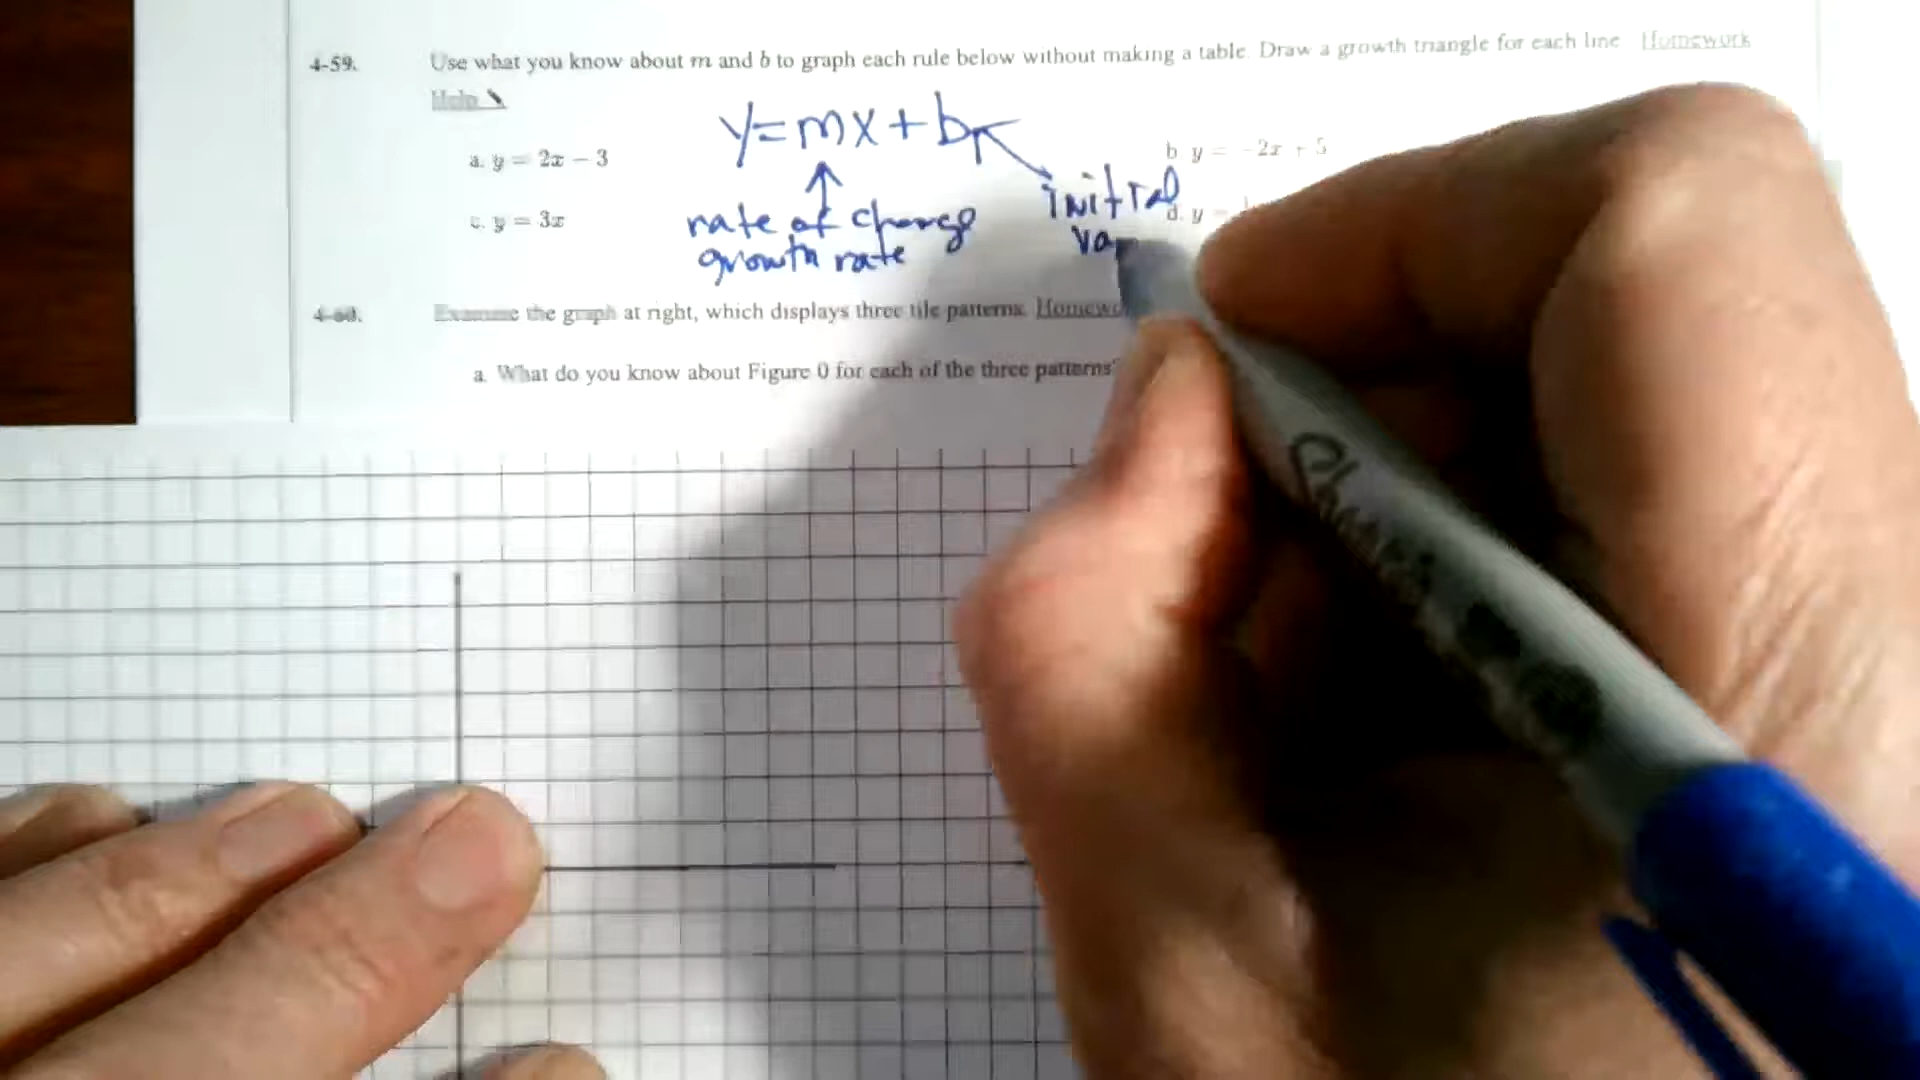 4-59. Use what you know about m and b to graph each rule below without making a table. Draw a growth triangle for each line Homework
Help
y=mx+b
a. y = 2x − 3
b y = −2x + 5
rate of change
growth rate
initial
va
c. y = 3x
d. y =
4-60. Examine the graph at right, which displays three tile patterns.
a. What do you know about Figure 0 for each of the three patterns